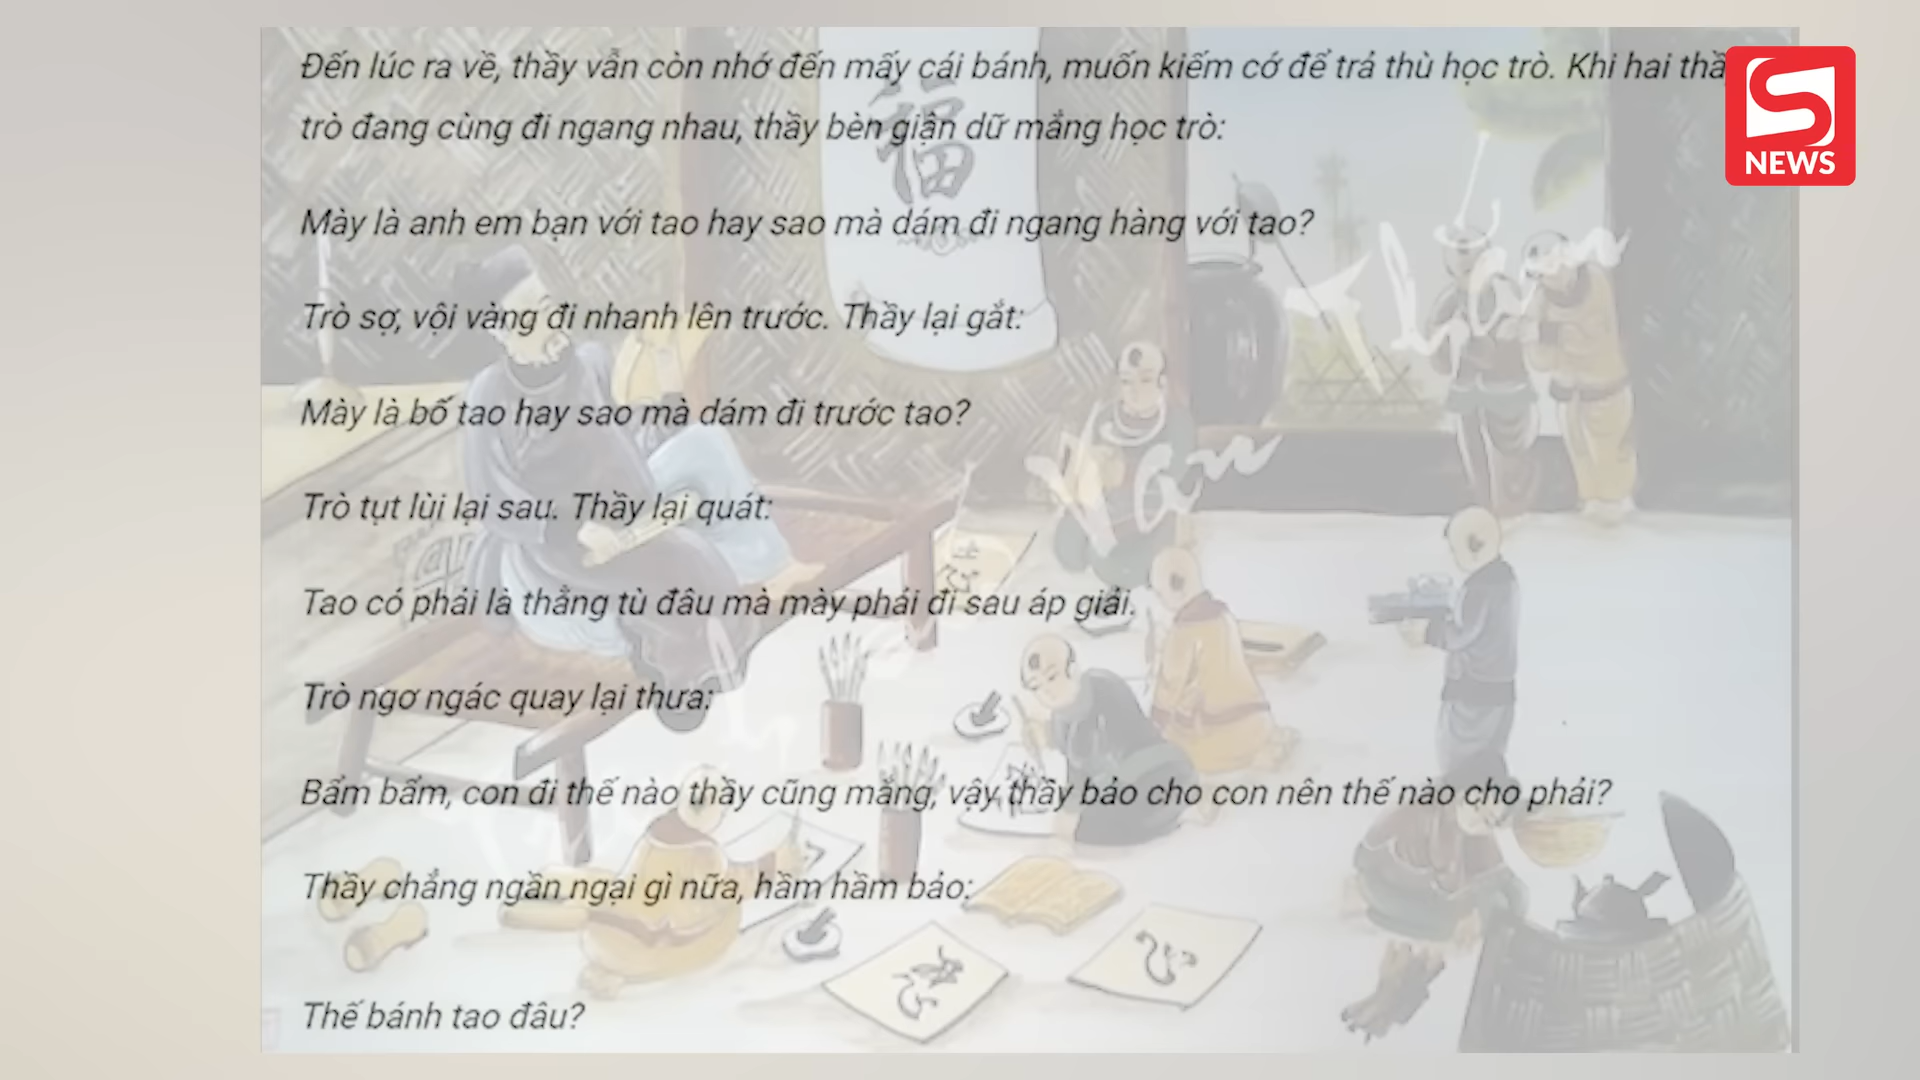 Đến lúc ra về, thầy vẫn còn nhớ đến mấy cái bánh, muốn kiếm cớ để trả thù học trò. Khi hai
trò đang cùng đi ngang nhau, thầy bèn giận dữ mắng học trò:
Mày là anh em bạn với tao hay sao mà dám đi ngang hàng với tao?
Trò sợ, vội vàng đi nhanh lên trước. Thầy lại gắt:
Mày là bố tao hay sao mà dám đi trước tao?
Trò tụt lùi lại sau. Thầy lại quát:
Tao có phải là thằng tù đâu mà mày phải đi sau áp giải.
Trò ngơ ngác quay lại thưa:
Bẩm bẩm, con đi thế nào thầy cũng mắng, vậy thầy bảo cho con nên thế nào cho phải?
Thầy chẳng ngần ngại gì nữa, hầm hầm bảo:
Thế bánh tao đâu?
S
NEWS
福
Thân
Văn